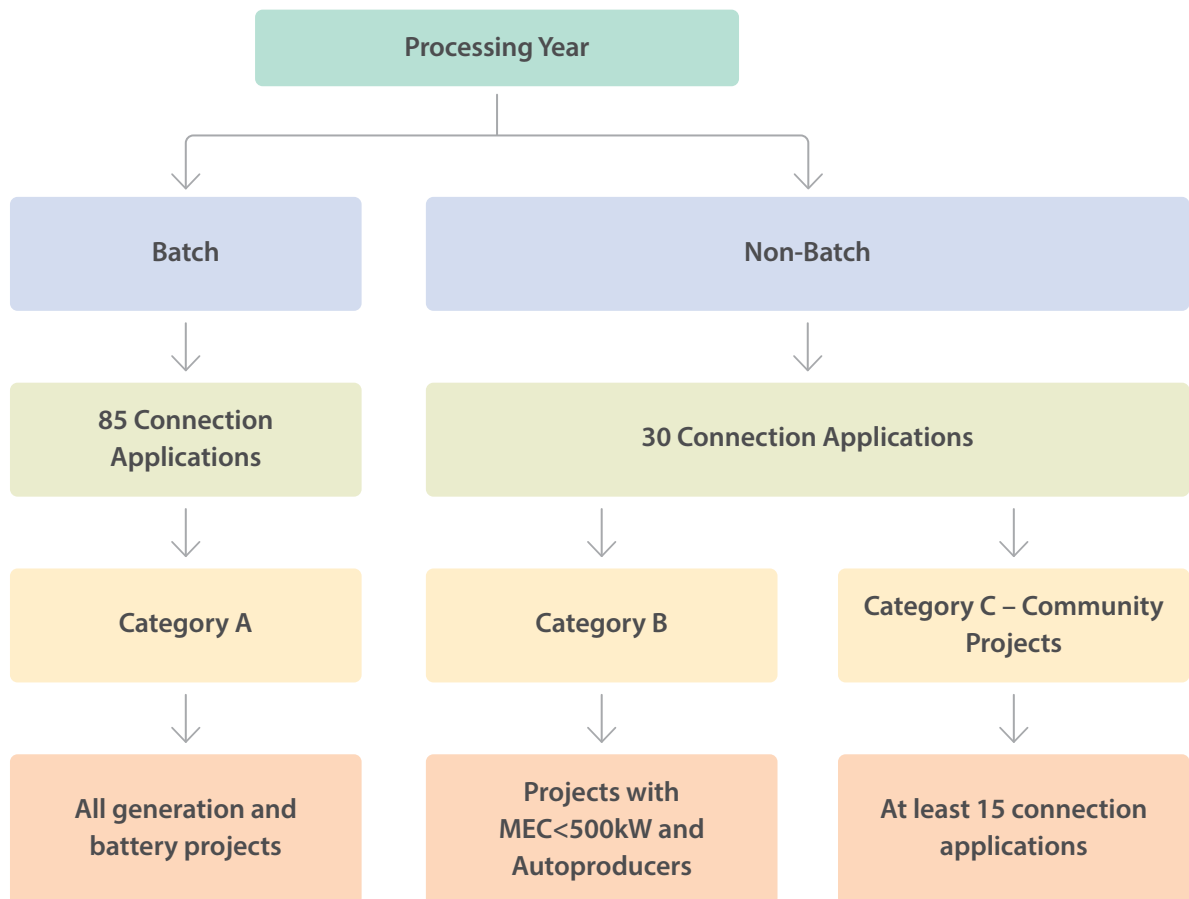 Processing Year
Batch
Non-Batch
85 Connection
Applications
30 Connection Applications
Category A
Category B
Category C – Community
Projects
All generation and
battery projects
Projects with
MEC<500kW and
Autoproducers
At least 15 connection
applications